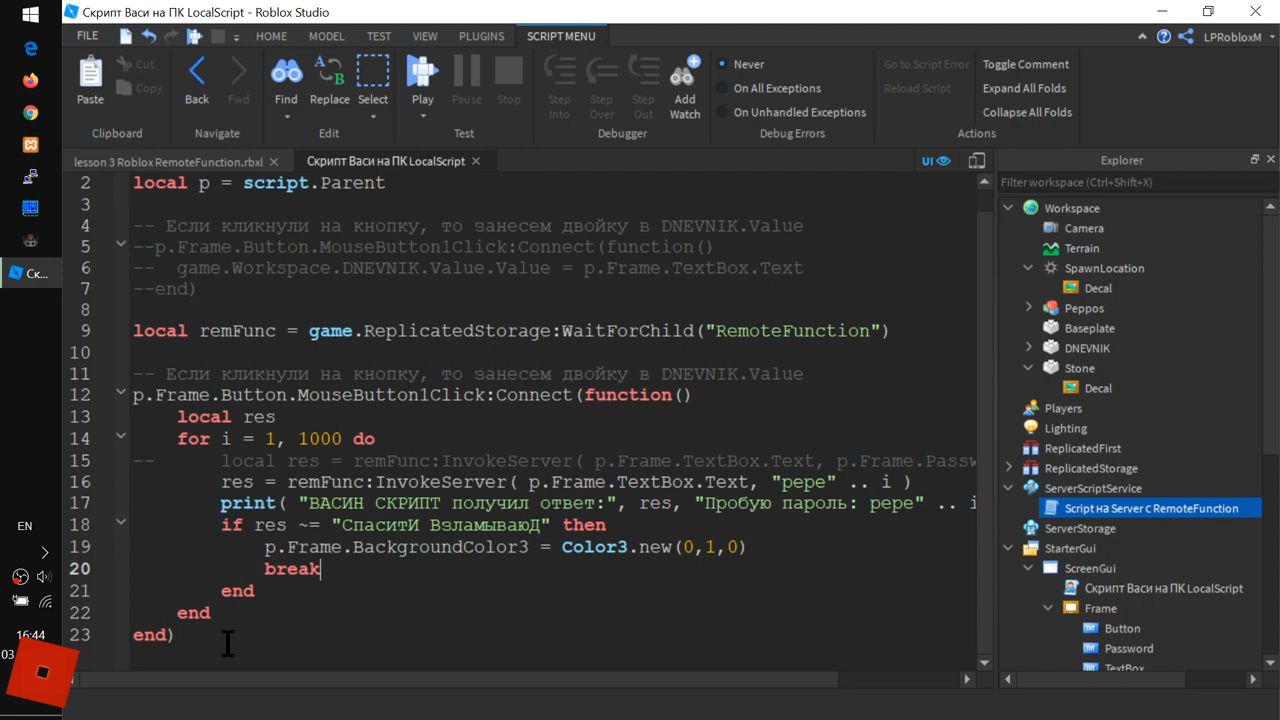 Скрипт Васи на ПК LocalScript - Roblox Studio
FILE HOME MODEL TEST VIEW PLUGINS SCRIPT MENU LPRobloxM
Paste Cut Copy Back Fwd Find Replace Select Play Pause Stop Step Into Step Over Step Out Add Watch
Never
On All Exceptions
On Unhandled Exceptions
Go to Script Error
Reload Script
Toggle Comment
Expand All Folds
Collapse All Folds
Clipboard Navigate Edit Test Debugger Debug Errors Actions
lesson 3 Roblox RemoteFunction.rbxl Скрипт Васи на ПК LocalScript UI Explorer
Filter workspace (Ctrl+Shift+X)
2 local p = script.Parent
3
4 -- Если кликнули на кнопку, то занесем двойку в DNEVNIK.Value
5 --p.Frame.Button.MouseButton1Click:Connect(function()
6 -- game.Workspace.DNEVNIK.Value.Value = p.Frame.TextBox.Text
7 --end)
8
9 local remFunc = game.ReplicatedStorage:WaitForChild("RemoteFunction")
10
11 -- Если кликнули на кнопку, то занесем двойку в DNEVNIK.Value
12 p.Frame.Button.MouseButton1Click:Connect(function()
13 local res
14 for i = 1, 1000 do
15 -- local res = remFunc:InvokeServer( p.Frame.TextBox.Text, p.Frame.Passw
16 res = remFunc:InvokeServer( p.Frame.TextBox.Text, "pepe" .. i )
17 print( "ВАСИН СКРИПТ получил ответ:", res, "Пробую пароль: pepe" .. i
18 if res ~= "СпаситИ ВзламываюД" then
19 p.Frame.BackgroundColor3 = Color3.new(0,1,0)
20 break
21 end
22 end
23 end)
Workspace
Camera
Terrain
SpawnLocation
Decal
Peppos
Baseplate
DNEVNIK
Stone
Decal
Players
Lighting
ReplicatedFirst
ReplicatedStorage
ServerScriptService
Script на Server с RemoteFunction
ServerStorage
StarterGui
ScreenGui
Скрипт Васи на ПК LocalScript
Frame
Button
Password
TextBox
Ск...
EN
16:44
03